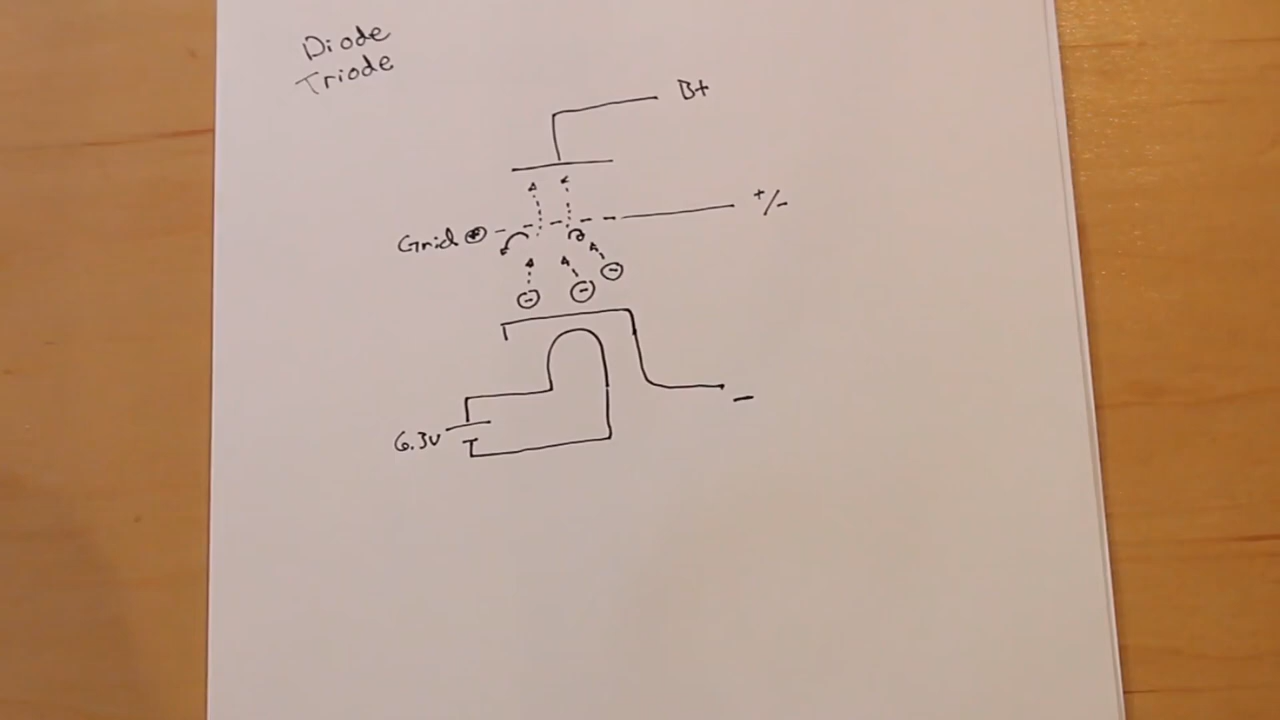 Diode
Triode
B+
+/-
Grid ⊕
⊖ ⊖ ⊖
-
6.3v